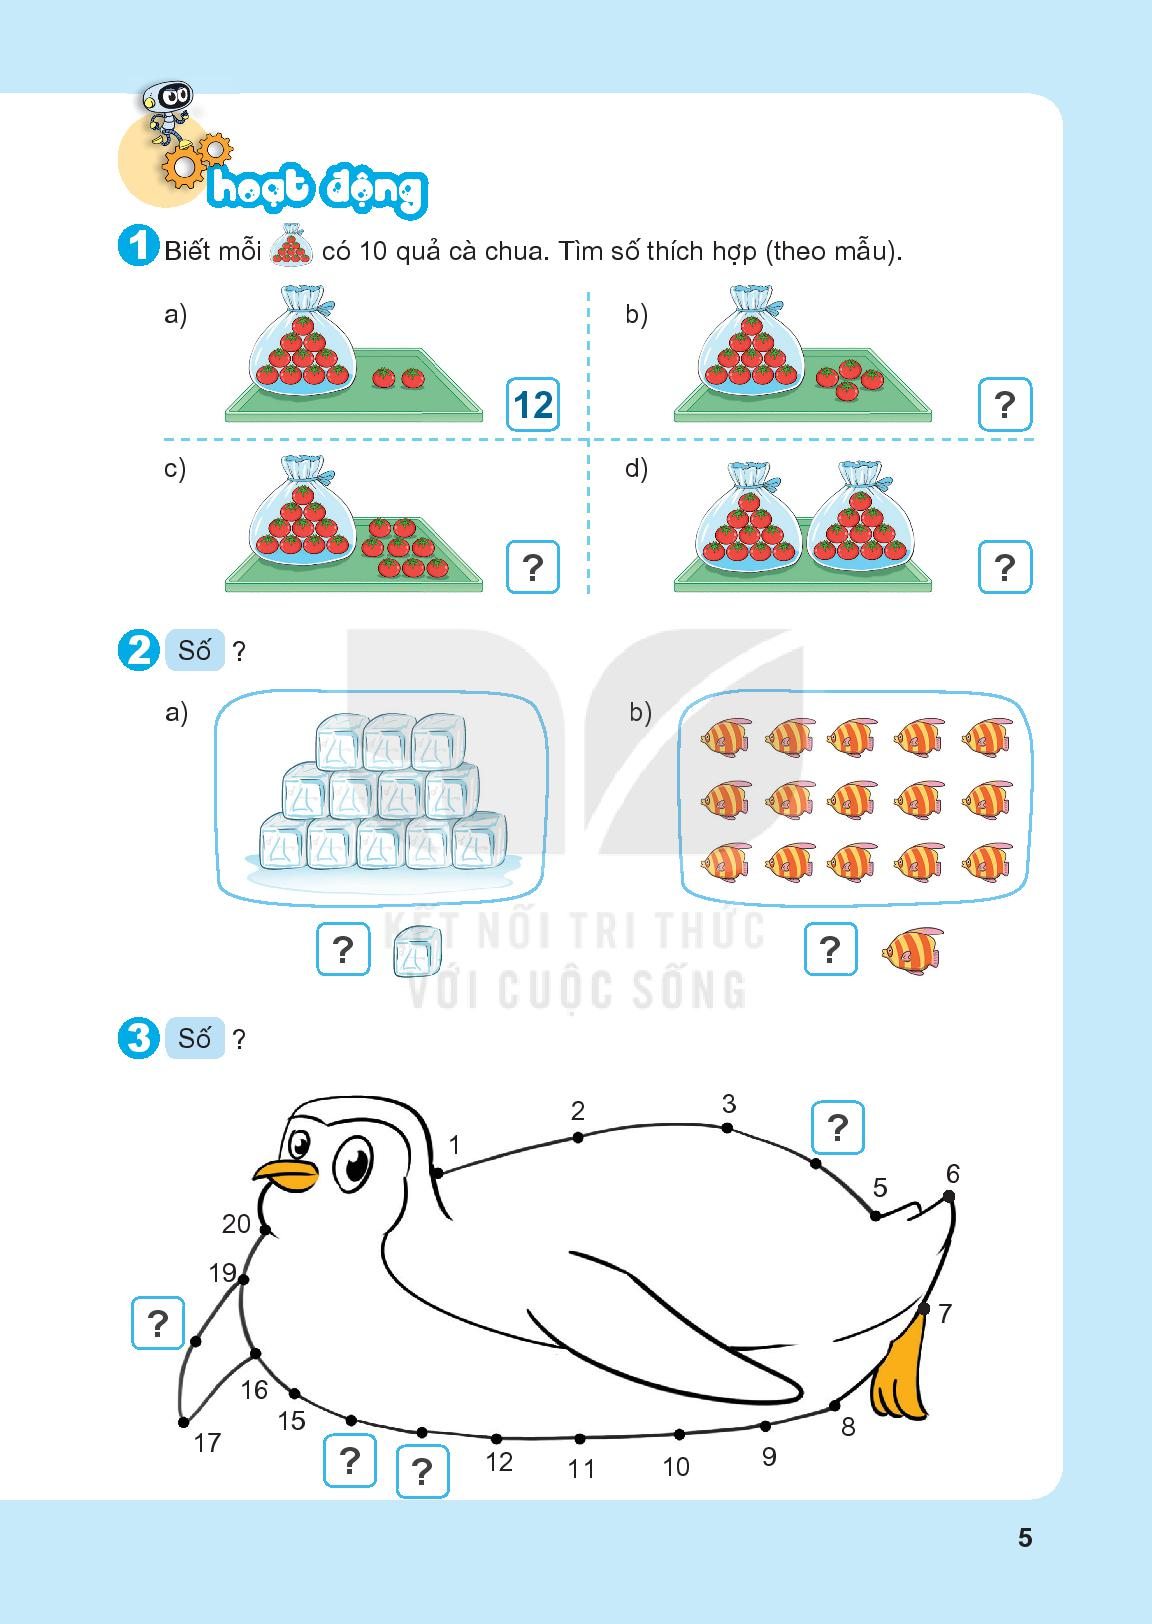 hoạt động
1 Biết mỗi có 10 quả cà chua. Tìm số thích hợp (theo mẫu).
a) 12
b) ?
c) ?
d) ?
2 Số ?
a)
b)
?
?
KẾT NỐI TRI THỨC
VỚI CUỘC SỐNG
3 Số ?
1
2
3
?
5
6
7
8
9
10
11
12
?
?
15
16
17
?
19
20
5